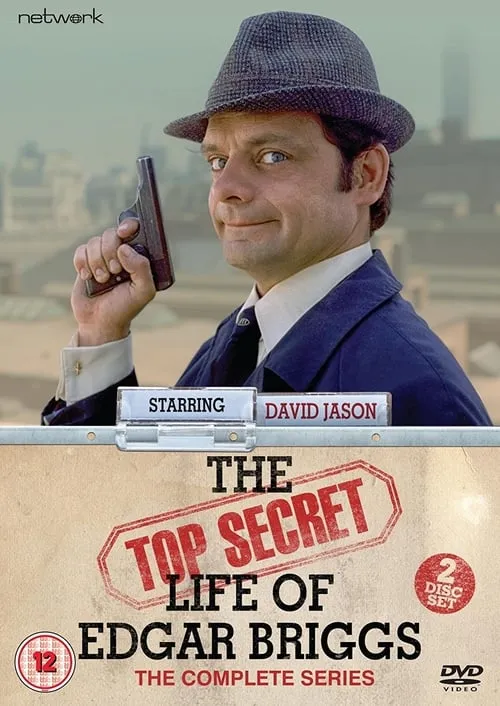 network
STARRING
DAVID JASON
THE
TOP SECRET
LIFE OF
EDGAR BRIGGS
THE COMPLETE SERIES
2
DISC
SET
12
DVD
VIDEO